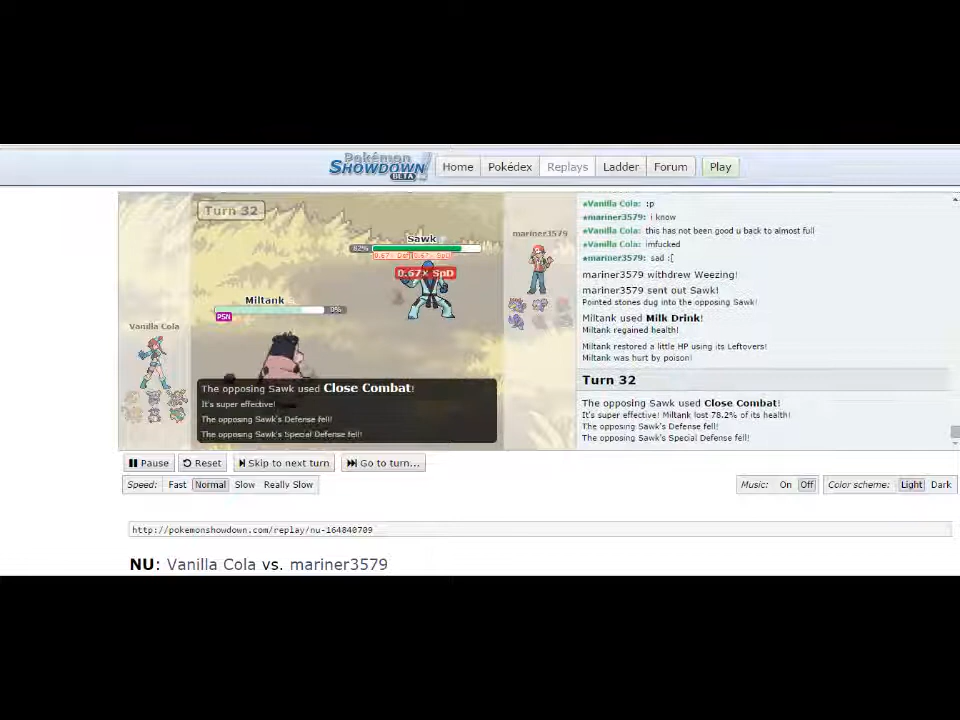 Pokémon
SHOWDOWN
BETA
Home
Pokédex
Replays
Ladder
Forum
Play
Turn 32
Sawk
82%
0.67× Def 0.67× SpD
0.67× SpD
Miltank
0%
PSN
Vanilla Cola
mariner3579
The opposing Sawk used Close Combat!
It's super effective!
The opposing Sawk's Defense fell!
The opposing Sawk's Special Defense fell!
★Vanilla Cola: :p
★mariner3579: i know
★Vanilla Cola: this has not been good u back to almost full
★Vanilla Cola: imfucked
★mariner3579: sad :[
mariner3579 withdrew Weezing!
mariner3579 sent out Sawk!
Pointed stones dug into the opposing Sawk!
Miltank used Milk Drink!
Miltank regained health!
Miltank restored a little HP using its Leftovers!
Miltank was hurt by poison!
Turn 32
The opposing Sawk used Close Combat!
It's super effective! Miltank lost 78.2% of its health!
The opposing Sawk's Defense fell!
The opposing Sawk's Special Defense fell!
Pause
Reset
Skip to next turn
Go to turn...
Speed: Fast Normal Slow Really Slow
Music: On Off
Color scheme: Light Dark
http://pokemonshowdown.com/replay/nu-164840709
NU: Vanilla Cola vs. mariner3579